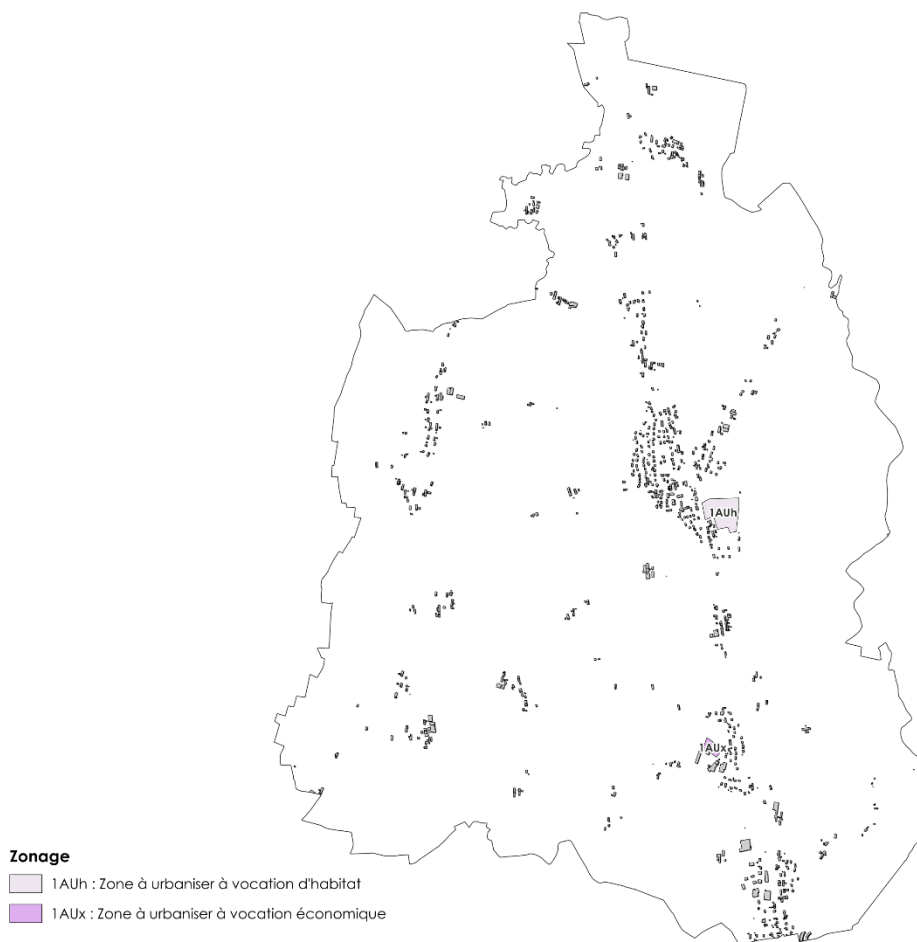 1AUh
1AUx
Zonage
1AUh : Zone à urbaniser à vocation d'habitat
1AUx : Zone à urbaniser à vocation économique